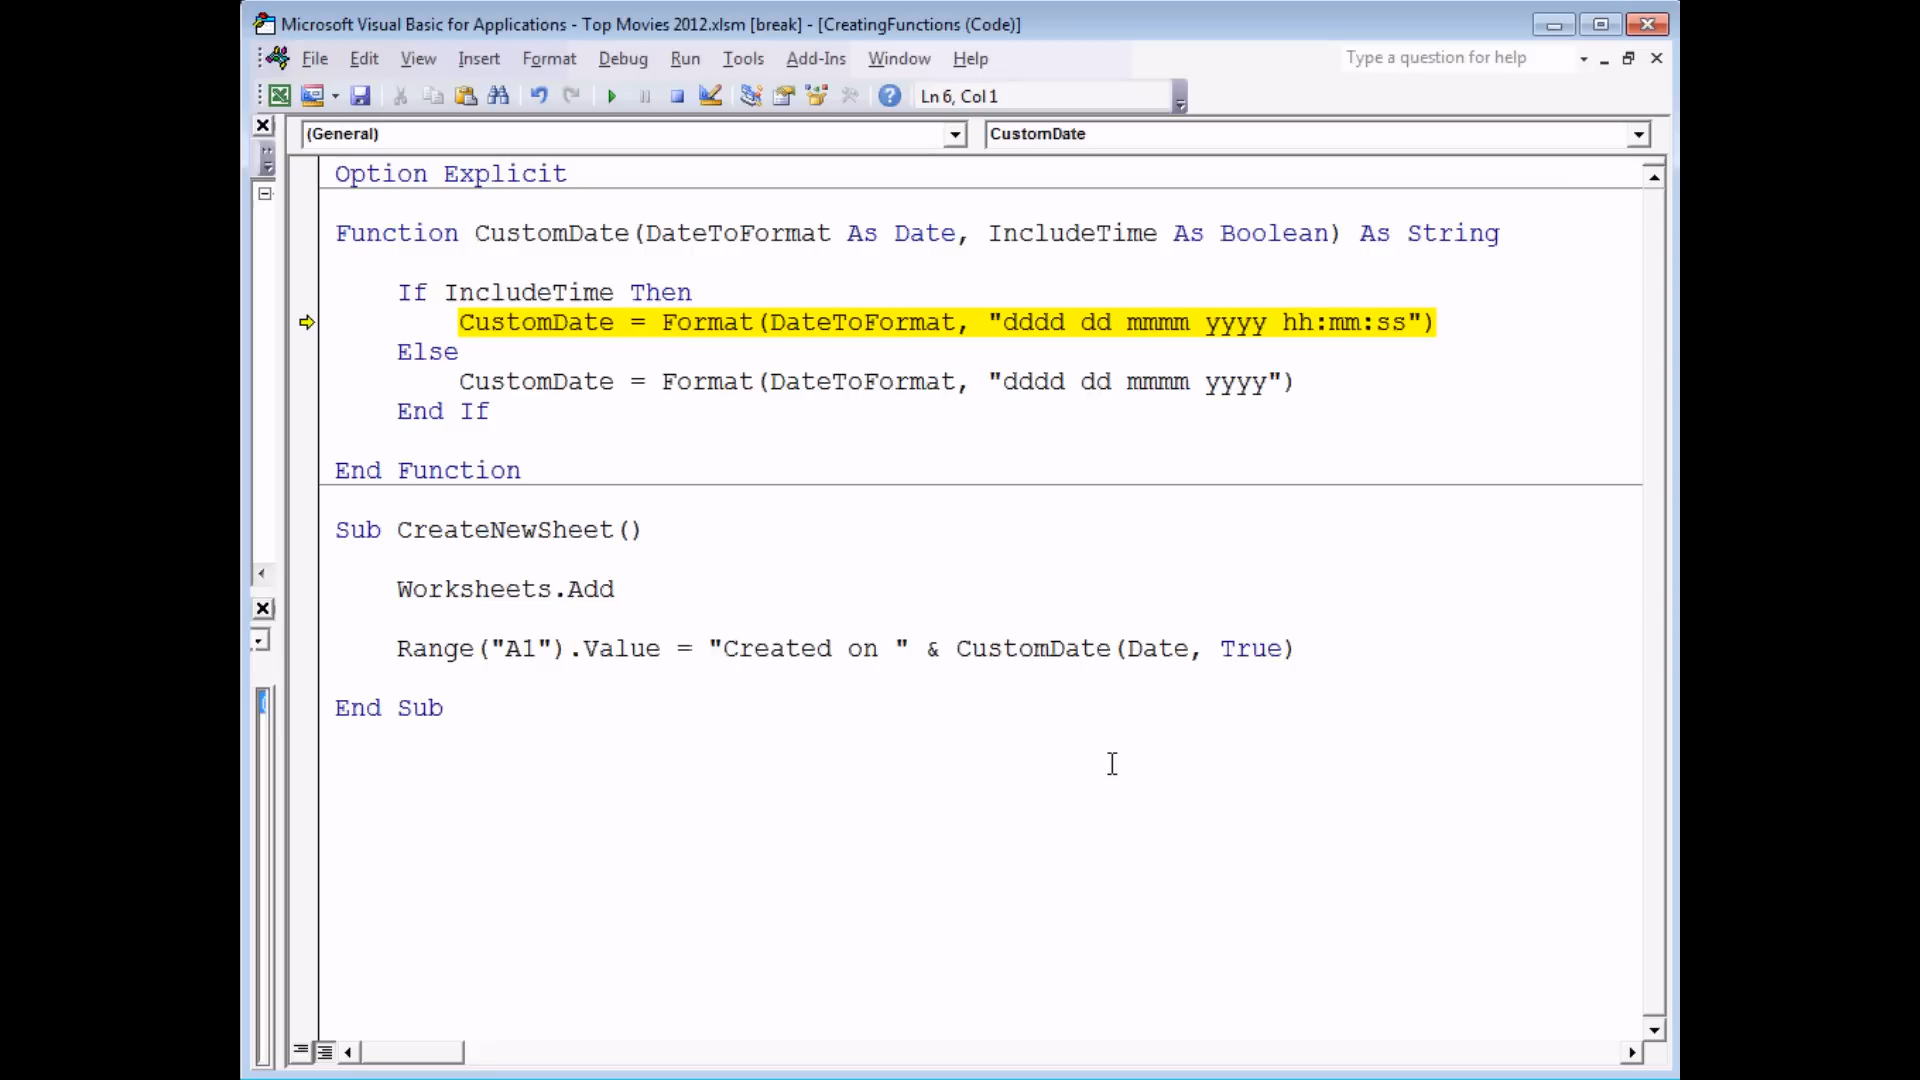 Microsoft Visual Basic for Applications - Top Movies 2012.xlsm [break] - [CreatingFunctions (Code)]
File Edit View Insert Format Debug Run Tools Add-Ins Window Help
Type a question for help
Ln 6, Col 1
(General)
CustomDate
Option Explicit
Function CustomDate(DateToFormat As Date, IncludeTime As Boolean) As String
If IncludeTime Then
CustomDate = Format(DateToFormat, "dddd dd mmmm yyyy hh:mm:ss")
Else
CustomDate = Format(DateToFormat, "dddd dd mmmm yyyy")
End If
End Function
Sub CreateNewSheet()
Worksheets.Add
Range("A1").Value = "Created on " & CustomDate(Date, True)
End Sub